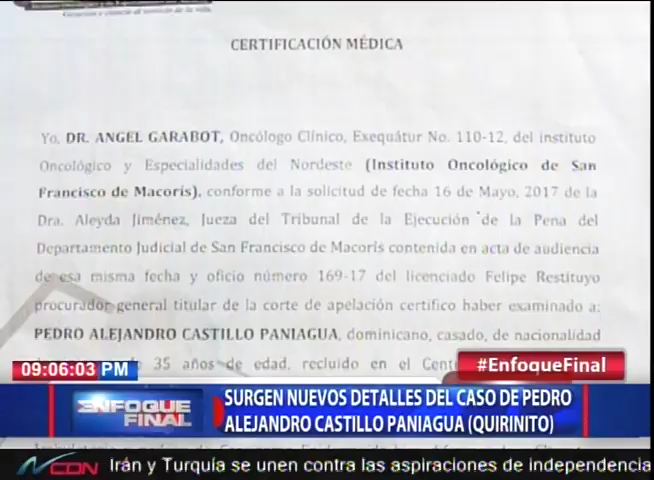 CERTIFICACIÓN MÉDICA
Yo, DR. ANGEL GARABOT, Oncólogo Clínico, Exequátur No. 110-12, del instituto
Oncológico y Especialidades del Nordeste (Instituto Oncológico de San
Francisco de Macorís), conforme a la solicitud de fecha 16 de Mayo, 2017 de la
Dra. Aleyda Jiménez, Jueza del Tribunal de la Ejecución de la Pena del
Departamento Judicial de San Francisco de Macorís contenida en acta de audiencia
de esa misma fecha y oficio número 169-17 del licenciado Felipe Restituyo
procurador general titular de la corte de apelación certifico haber examinado a:
PEDRO ALEJANDRO CASTILLO PANIAGUA, dominicano, casado, de nacionalidad
de 35 años de edad, recluido en el
#EnfoqueFinal
09:06:03 PM
ENFOQUE FINAL
SURGEN NUEVOS DETALLES DEL CASO DE PEDRO
ALEJANDRO CASTILLO PANIAGUA (QUIRINITO)
NCDN Irán y Turquía se unen contra las aspiraciones de independencia